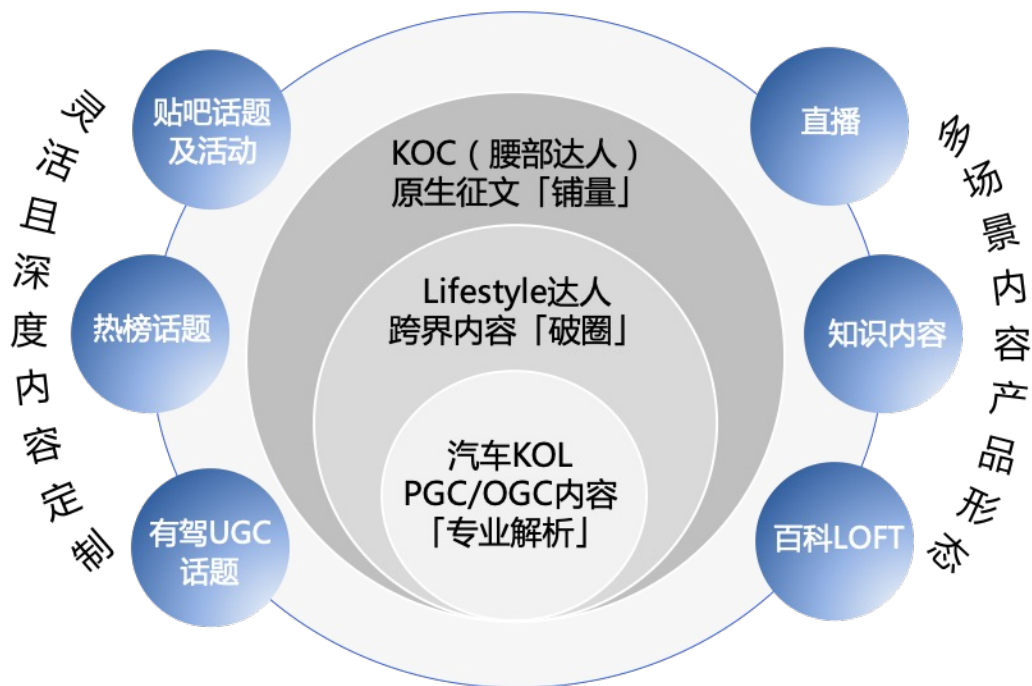 灵活且深度内容定制
贴吧话题
及活动
热榜话题
有驾UGC
话题
KOC（腰部达人）
原生征文「铺量」
Lifestyle达人
跨界内容「破圈」
汽车KOL
PGC/OGC内容
「专业解析」
直播
知识内容
百科LOFT
多场景内容产品形态